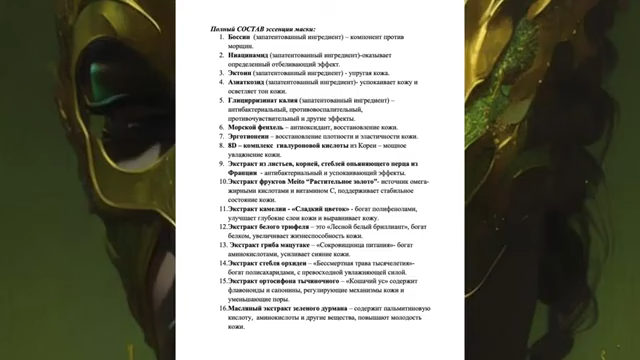 Полный СОСТАВ эссенции маски:
1. Боссин (запатентованный ингредиент) – компонент против
морщин.
2. Ниацинамид (запатентованный ингредиент)-оказывает
определенный отбеливающий эффект.
3. Эктоин (запатентованный ингредиент) - упругая кожа.
4. Азиаткозид (запатентованный ингредиент)- успокаивает кожу и
осветляет тон кожи.
5. Глицирризинат калия (запатентованный ингредиент) –
антибактериальный, противовоспалительный,
противочувствительный и другие эффекты.
6. Морской фенхель – антиоксидант, восстановление кожи.
7. Эрготионеин – восстановление плотности и эластичности кожи.
8. 8D – комплекс гиалуроновой кислоты из Кореи – мощное
увлажнение кожи.
9. Экстракт из листьев, корней, стеблей опьяняющего перца из
Франции - антибактериальный и успокаивающий эффекты.
10.Экстракт фруктов Meito “Растительное золото”- источник омега-
жирными кислотами и витамином С, поддерживает стабильное
состояние кожи.
11.Экстракт камелии - «Сладкий цветок» - богат полифенозами,
улучшает глубокие слои кожи и выравнивает кожу.
12.Экстракт белого трюфеля – это «Лесной белый бриллиант», богат
белком, увеличивает жизнеспособность кожи.
13. Экстракт гриба мацутаке – «Сокровищница питания»- богат
аминокислотами, усиливает сияние кожи.
14.Экстракт стебля орхидеи – «Бессмертная трава тысячелетия»-
богат полисахаридами, с превосходной увлажняющей силой.
15.Экстракт ортосифона тычиночного – «Кошачий ус» содержит
флавоноиды и сапонины, регулирующие механизмы кожи и
уменьшающие поры.
16.Масляный экстракт зеленого дурмана – содержит пальмитиновую
кислоту, аминокислоты и другие вещества, повышают молодость
кожи.